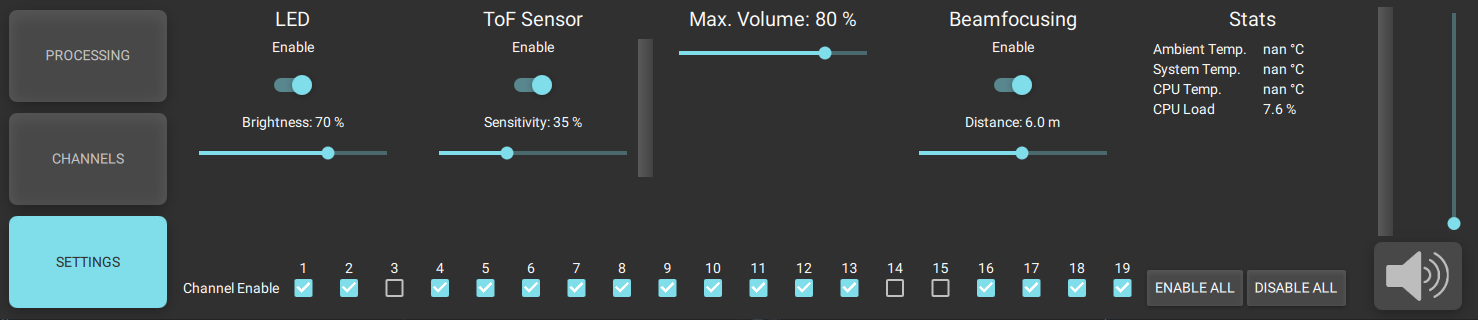 PROCESSING
CHANNELS
SETTINGS
LED
Enable
Brightness: 70 %
ToF Sensor
Enable
Sensitivity: 35 %
Max. Volume: 80 %
Beamfocusing
Enable
Distance: 6.0 m
Stats
Ambient Temp. nan °C
System Temp. nan °C
CPU Temp. nan °C
CPU Load 7.6 %
1 2 3 4 5 6 7 8 9 10 11 12 13 14 15 16 17 18 19
Channel Enable
ENABLE ALL
DISABLE ALL